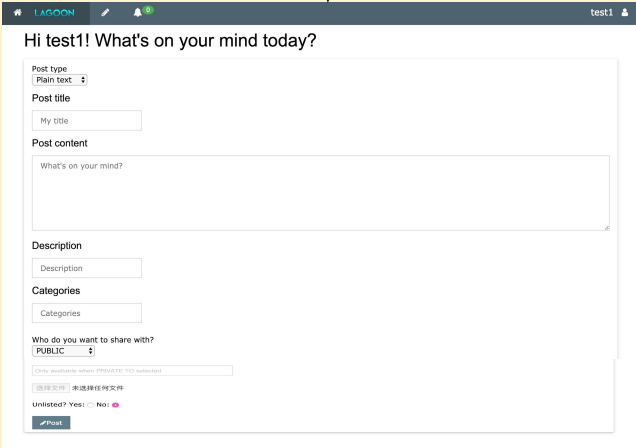 LAGOON 0 test1
Hi test1! What's on your mind today?
Post type
Plain text
Post title
My title
Post content
What's on your mind?
Description
Description
Categories
Categories
Who do you want to share with?
PUBLIC
Only available when PRIVATE TO selected
选择文件 未选择任何文件
Unlisted? Yes: No:
Post